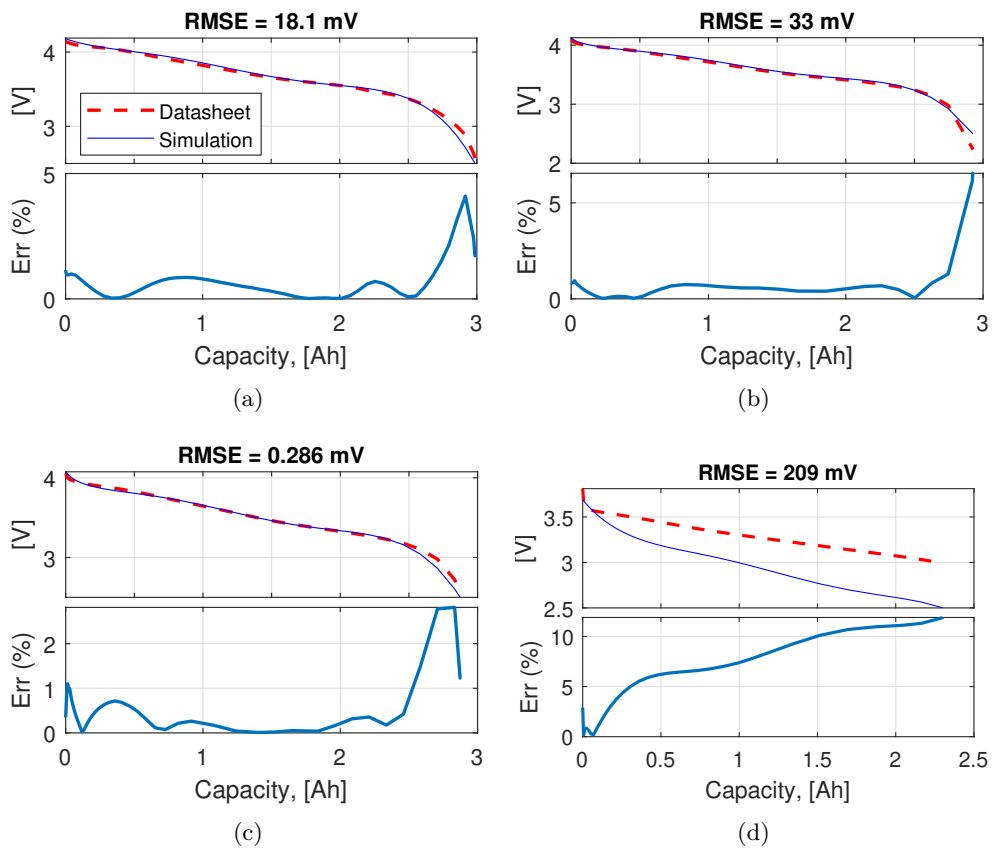 RMSE = 18.1 mV
[V]
4
3
Datasheet
Simulation
Err (%)
5
0
0 1 2 3
Capacity, [Ah]
(a)
RMSE = 33 mV
[V]
4
3
2
Err (%)
5
0
0 1 2 3
Capacity, [Ah]
(b)
RMSE = 0.286 mV
[V]
4
3
Err (%)
2
1
0
0 1 2 3
Capacity, [Ah]
(c)
RMSE = 209 mV
[V]
3.5
3
2.5
Err (%)
10
5
0
0 0.5 1 1.5 2 2.5
Capacity, [Ah]
(d)